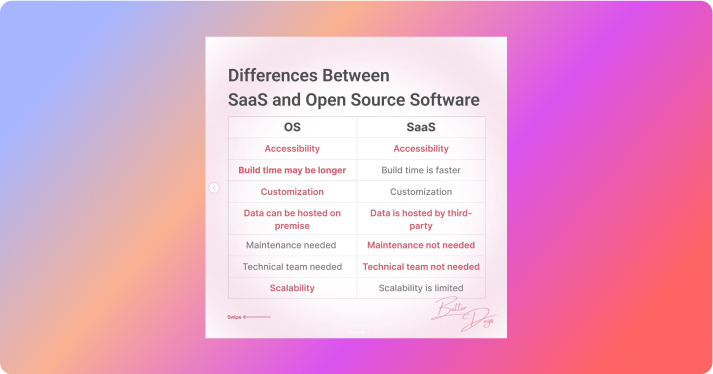 Differences Between
SaaS and Open Source Software
OS SaaS
Accessibility Accessibility
Build time may be longer Build time is faster
Customization Customization
Data can be hosted on Data is hosted by third-
premise party
Maintenance needed Maintenance not needed
Technical team needed Technical team not needed
Scalability Scalability is limited
Swipe
Better
Days